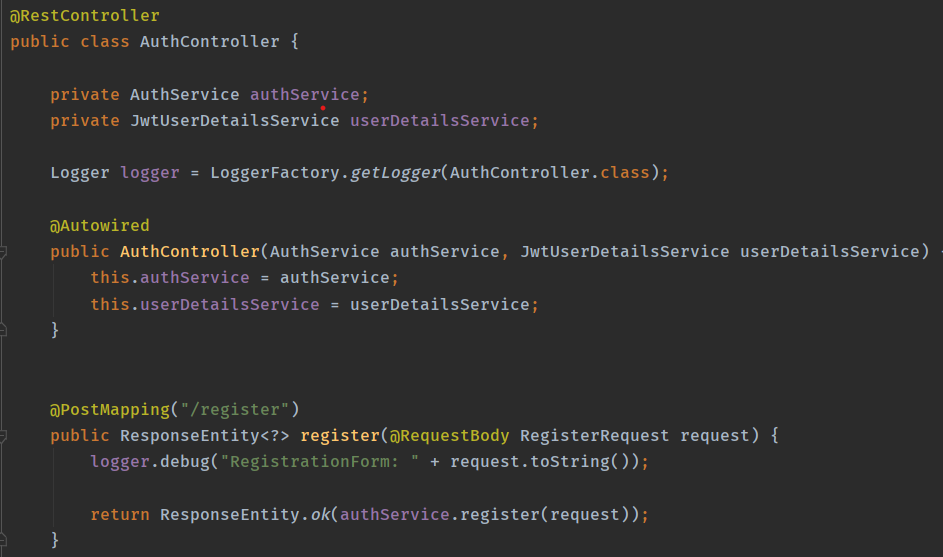 @RestController
public class AuthController {
private AuthService authService;
private JwtUserDetailsService userDetailsService;
Logger logger = LoggerFactory.getLogger(AuthController.class);
@Autowired
public AuthController(AuthService authService, JwtUserDetailsService userDetailsService) {
this.authService = authService;
this.userDetailsService = userDetailsService;
}
@PostMapping("/register")
public ResponseEntity<?> register(@RequestBody RegisterRequest request) {
logger.debug("RegistrationForm: " + request.toString());
return ResponseEntity.ok(authService.register(request));
}